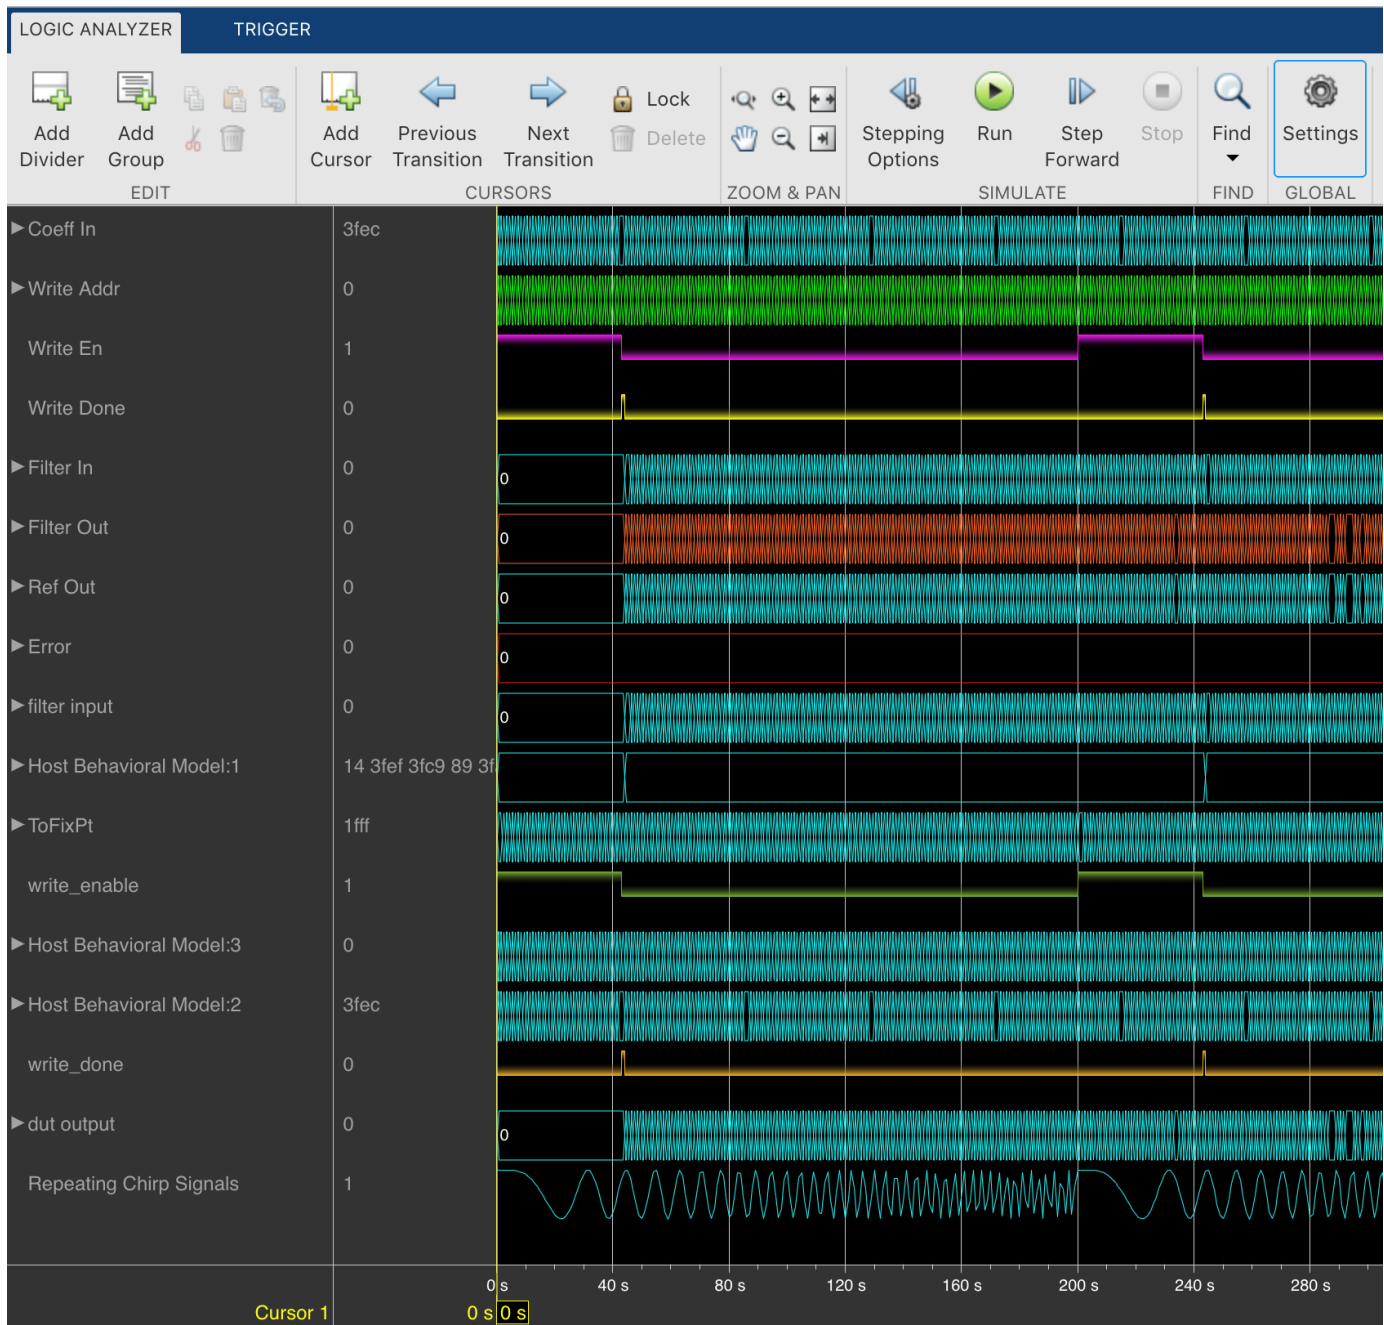 LOGIC ANALYZER TRIGGER
Add Divider
Add Group
Add Cursor
Previous Transition
Next Transition
Lock
Delete
Stepping Options
Run
Step Forward
Stop
Find
Settings
EDIT CURSORS ZOOM & PAN SIMULATE FIND GLOBAL
Coeff In 3fec
Write Addr 0
Write En 1
Write Done 0
Filter In 0 0
Filter Out 0 0
Ref Out 0 0
Error 0 0
filter input 0 0
Host Behavioral Model:1 14 3fef 3fc9 89 3f
ToFixPt 1fff
write_enable 1
Host Behavioral Model:3 0
Host Behavioral Model:2 3fec
write_done 0
dut output 0 0
Repeating Chirp Signals 1
0 s 40 s 80 s 120 s 160 s 200 s 240 s 280 s
Cursor 1 0 s 0 s